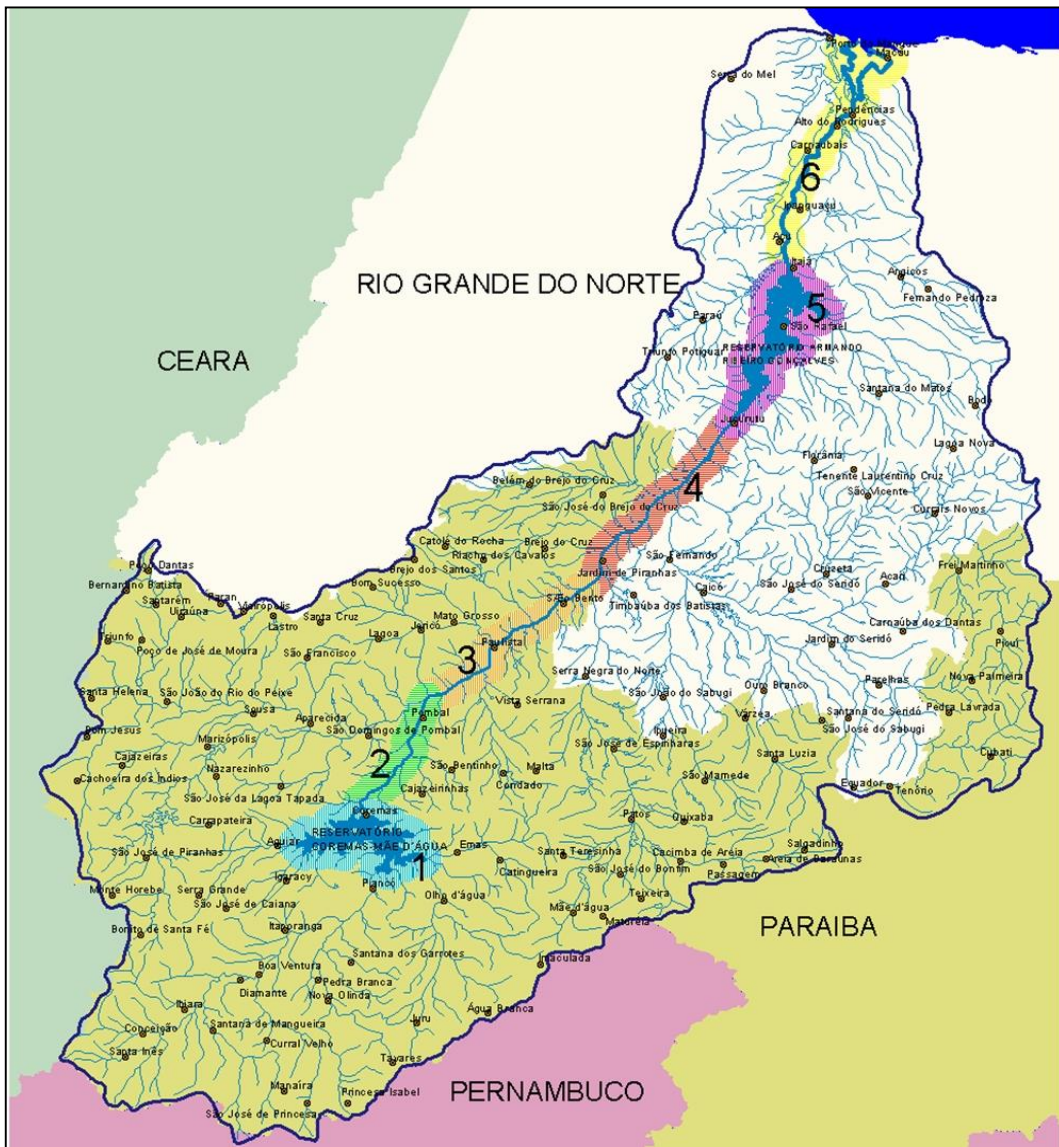 Porto do Mangue
Macau
Serra do Mel
Pendências
Alto do Rodrigues
Carnaubais
6
Ipanguaçu
Açu
Itajá
RIO GRANDE DO NORTE
Angicos
Fernando Pedroza
5
Paraú
São Rafael
CEARA
RESERVATÓRIO ARMANDO
RIBEIRO GONÇALVES
Triunfo Potiguar
Santana do Matos
Bodó
Jucurutu
Lagoa Nova
Florânia
Tenente Laurentino Cruz
São Vicente
Belém do Brejo do Cruz
4
São José do Brejo do Cruz
Currais Novos
Catolé do Rocha
Brejo do Cruz
Riacho dos Cavalos
São Fernando
Brejo dos Santos
Jardim de Piranhas
Frei Martinho
Poço Dantas
Bernardino Batista
Bom Sucesso
Caicó
Cruzeta
Acari
São José do Seridó
Santarém
Uiraúna
Vieirópolis
Lastro
Santa Cruz
Mato Grosso
São Bento
Timbaúba dos Batistas
Carnaúba dos Dantas
Triunfo
Poço de José de Moura
Lagoa
Jericó
Jardim do Seridó
Picuí
São Francisco
Paulista
3
Serra Negra do Norte
Nova Palmeira
Santa Helena
São João do Rio do Peixe
Ouro Branco
Parelhas
São João do Sabugi
Vista Serrana
Sousa
Aparecida
Pombal
Várzea
Santana do Seridó
Pedra Lavrada
São José do Sabugi
Bom Jesus
São Domingos de Pombal
Ipueira
Marizópolis
São José de Espinharas
Santa Luzia
Cubati
Cajazeiras
2
São Bentinho
Malta
Cachoeira dos Índios
Nazarezinho
Condado
São Mamede
Equador
Tenório
São José da Lagoa Tapada
Cajazeirinhas
Coremas
Carrapateira
Patos
Quixaba
RESERVATÓRIO
COREMAS-MÃE D'ÁGUA
Aguiar
Emas
Salgadinho
São José de Piranhas
1
Santa Teresinha
Cacimba de Areia
Areia de Baraunas
Catingueira
São José do Bonfim
Passagem
Igaracy
Piancó
Monte Horebe
Serra Grande
Olho d'água
Teixeira
São José de Caiana
Mãe d'água
Maturéia
PARAIBA
Bonito de Santa Fé
Itaporanga
Santana dos Garrotes
Imaculada
Boa Ventura
Pedra Branca
Diamante
Nova Olinda
Ibiara
Água Branca
Conceição
Santana de Mangueira
Juru
Curral Velho
Santa Inês
Tavares
Manaíra
Princesa Isabel
PERNAMBUCO
São José de Princesa